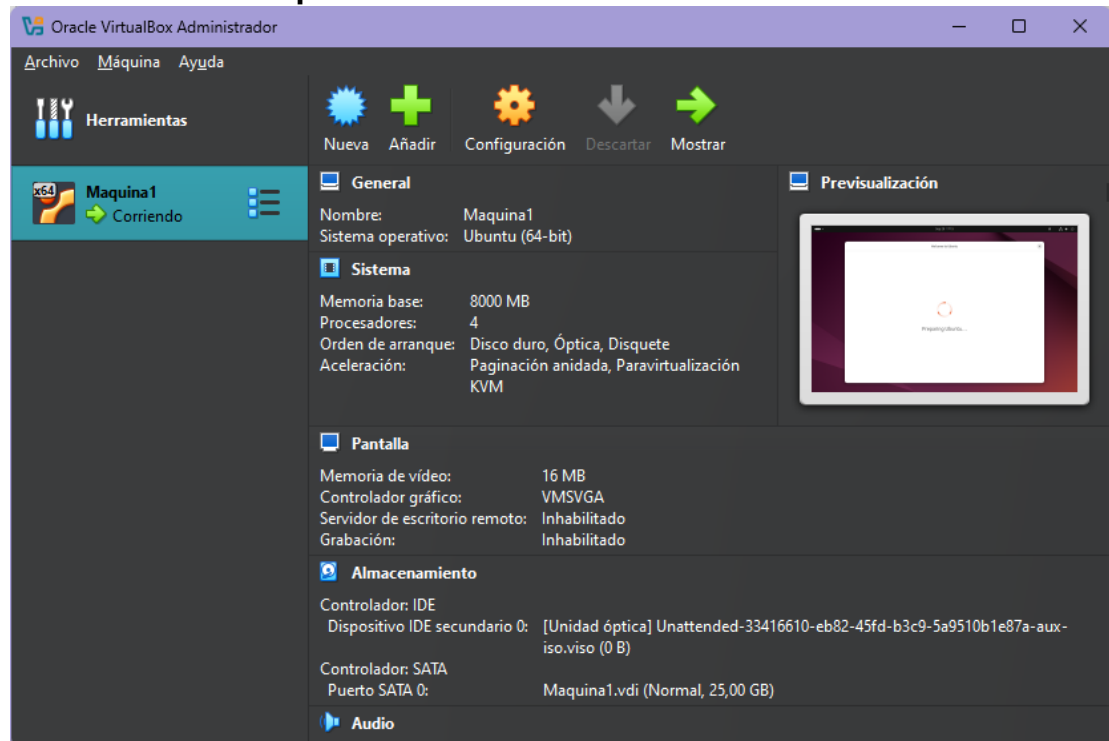 Oracle VirtualBox Administrador
Archivo Máquina Ayuda
Herramientas
Nueva Añadir Configuración Descartar Mostrar
x64
Maquina1
Corriendo
General
Nombre: Maquina1
Sistema operativo: Ubuntu (64-bit)
Sistema
Memoria base: 8000 MB
Procesadores: 4
Orden de arranque: Disco duro, Óptica, Disquete
Aceleración: Paginación anidada, Paravirtualización
KVM
Previsualización
Preparing Ubuntu...
Pantalla
Memoria de vídeo: 16 MB
Controlador gráfico: VMSVGA
Servidor de escritorio remoto: Inhabilitado
Grabación: Inhabilitado
Almacenamiento
Controlador: IDE
Dispositivo IDE secundario 0: [Unidad óptica] Unattended-33416610-eb82-45fd-b3c9-5a9510b1e87a-aux-
iso.viso (0 B)
Controlador: SATA
Puerto SATA 0: Maquina1.vdi (Normal, 25,00 GB)
Audio